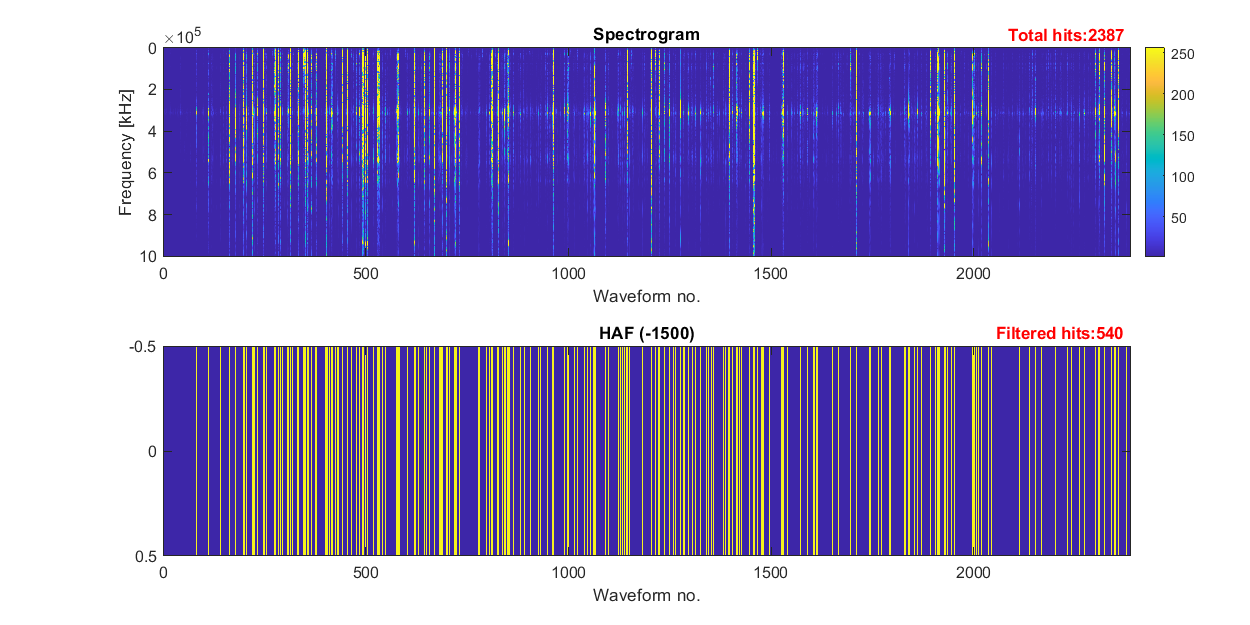 Spectrogram
Total hits:2387
×10^5
0
2
4
6
8
10
Frequency [kHz]
0 500 1000 1500 2000
Waveform no.
250
200
150
100
50
HAF (-1500)
Filtered hits:540
-0.5
0
0.5
0 500 1000 1500 2000
Waveform no.